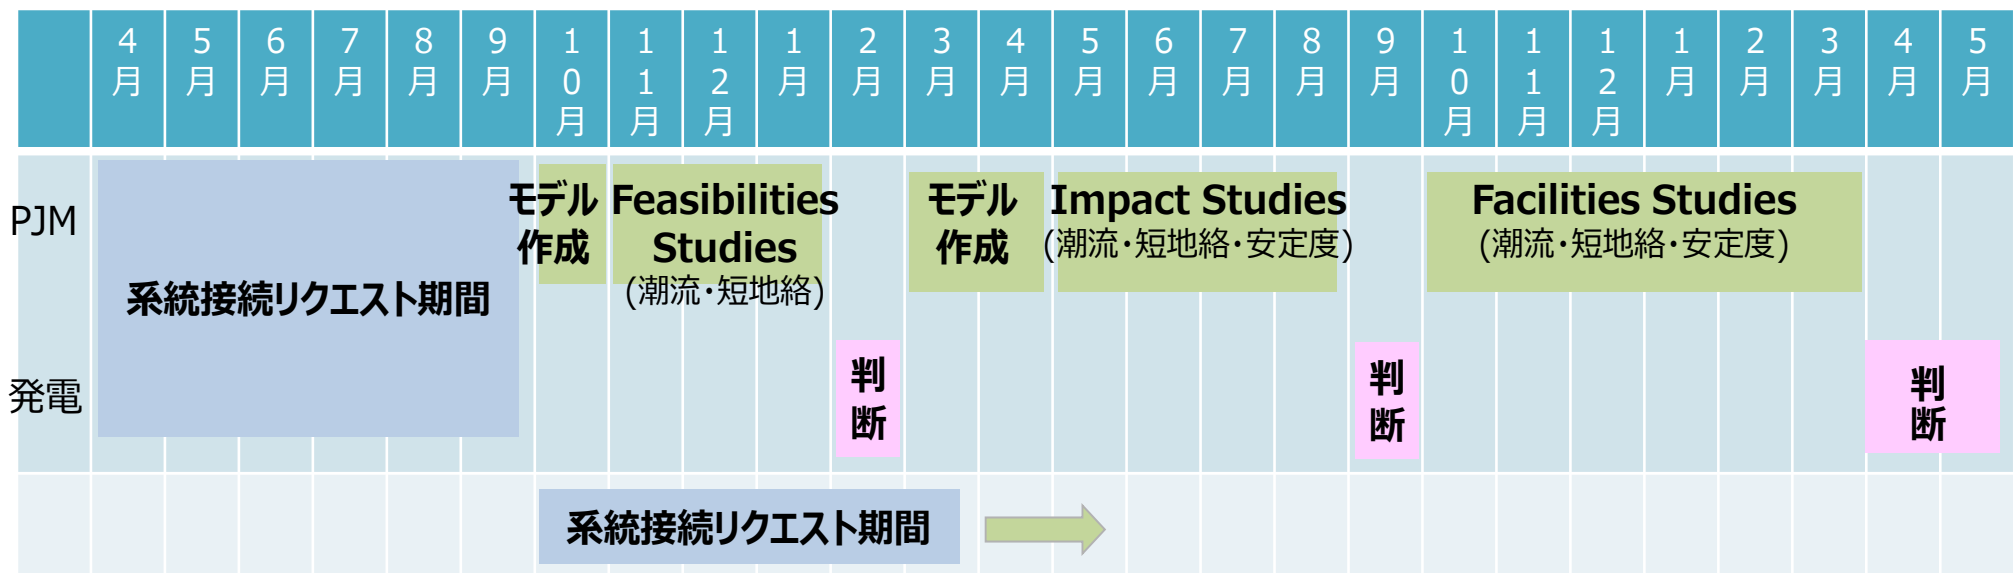 4月 5月 6月 7月 8月 9月 10月 11月 12月 1月 2月 3月 4月 5月 6月 7月 8月 9月 10月 11月 12月 1月 2月 3月 4月 5月
PJM
系統接続リクエスト期間
モデル
作成
Feasibilities
Studies
(潮流・短地絡)
モデル
作成
Impact Studies
(潮流・短地絡・安定度)
Facilities Studies
(潮流・短地絡・安定度)
発電
判
断
判
断
判
断
系統接続リクエスト期間